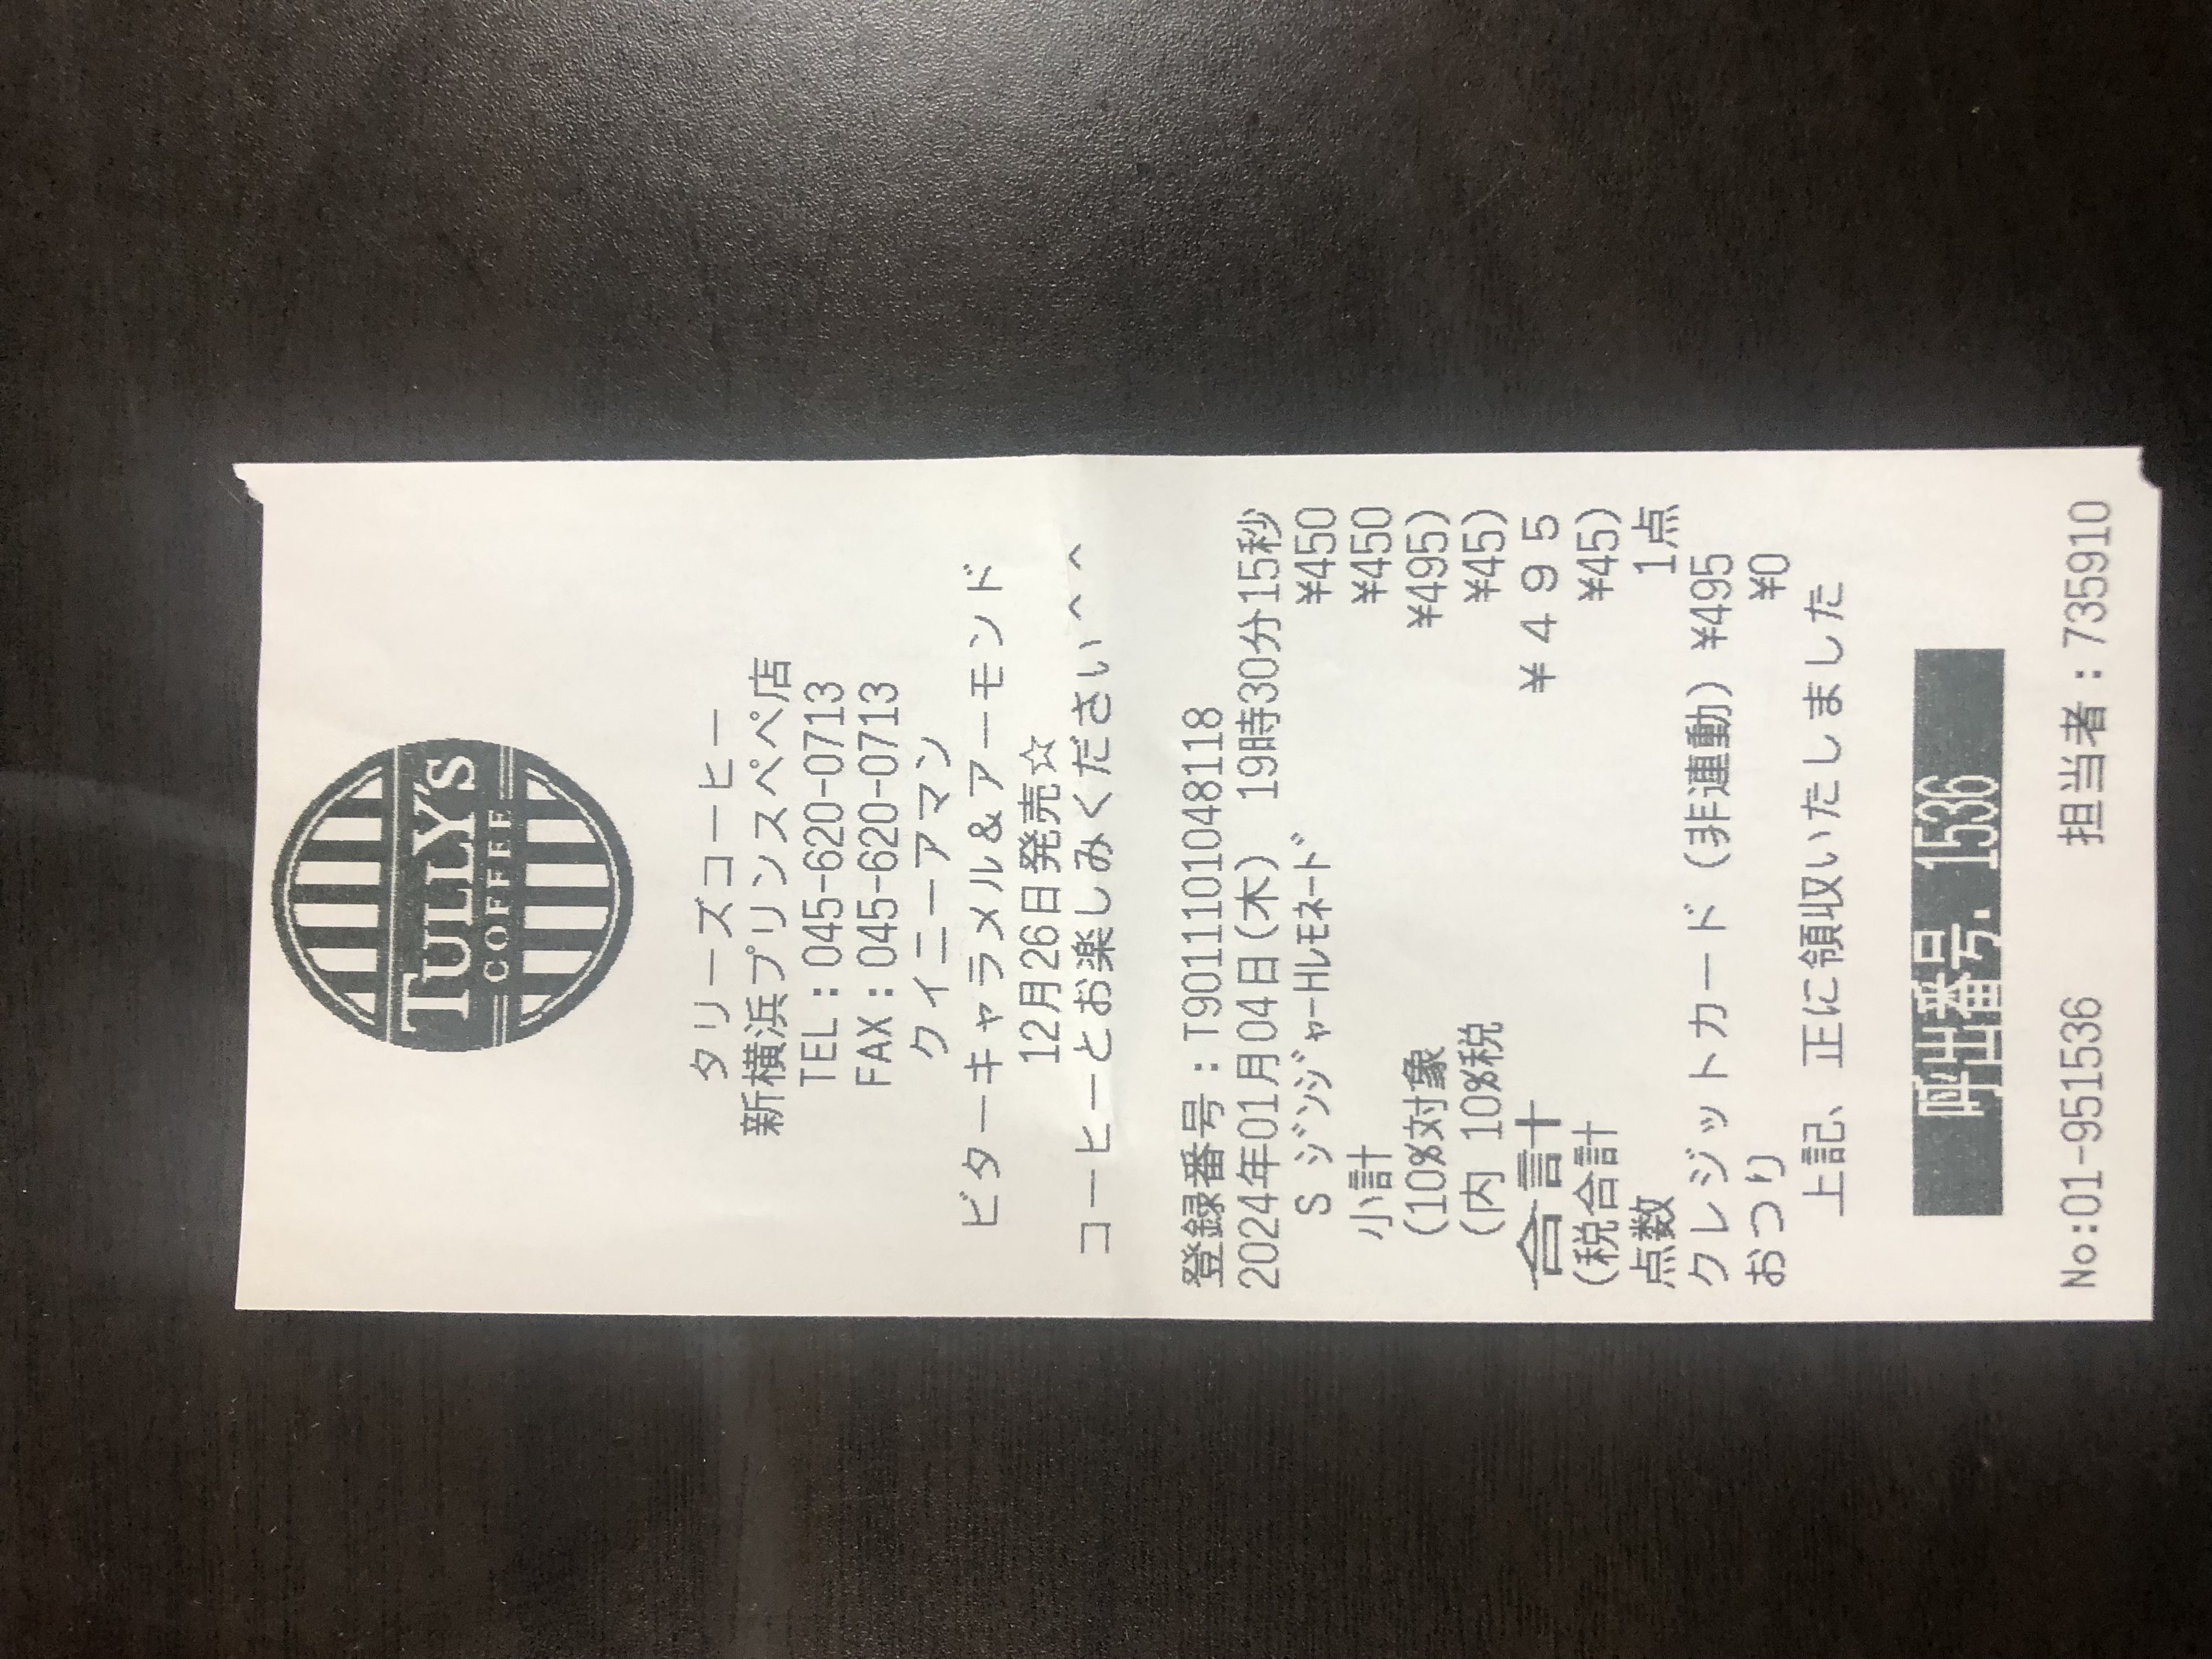 TULLY'S
COFFEE
タリーズコーヒー
新横浜プリンスペペ店
TEL：045-620-0713
FAX：045-620-0713
クイニーアマン
ビターキャラメル＆アーモンド
12月26日発売☆
コーヒーとお楽しみください＾＾
登録番号：T9011101048118
2024年01月04日(木) 19時30分15秒
S ｼﾞﾝｼﾞｬｰHﾚﾓﾈｰﾄﾞ ¥450
小計 ¥450
(10%対象 ¥495)
(内 10%税 ¥45)
合計 ¥495
(税合計 ¥45)
点数 1点
クレジットカード(非連動) ¥495
おつり ¥0
上記、正に領収いたしました
呼出番号. 1536
No:01-951536 担当者：735910